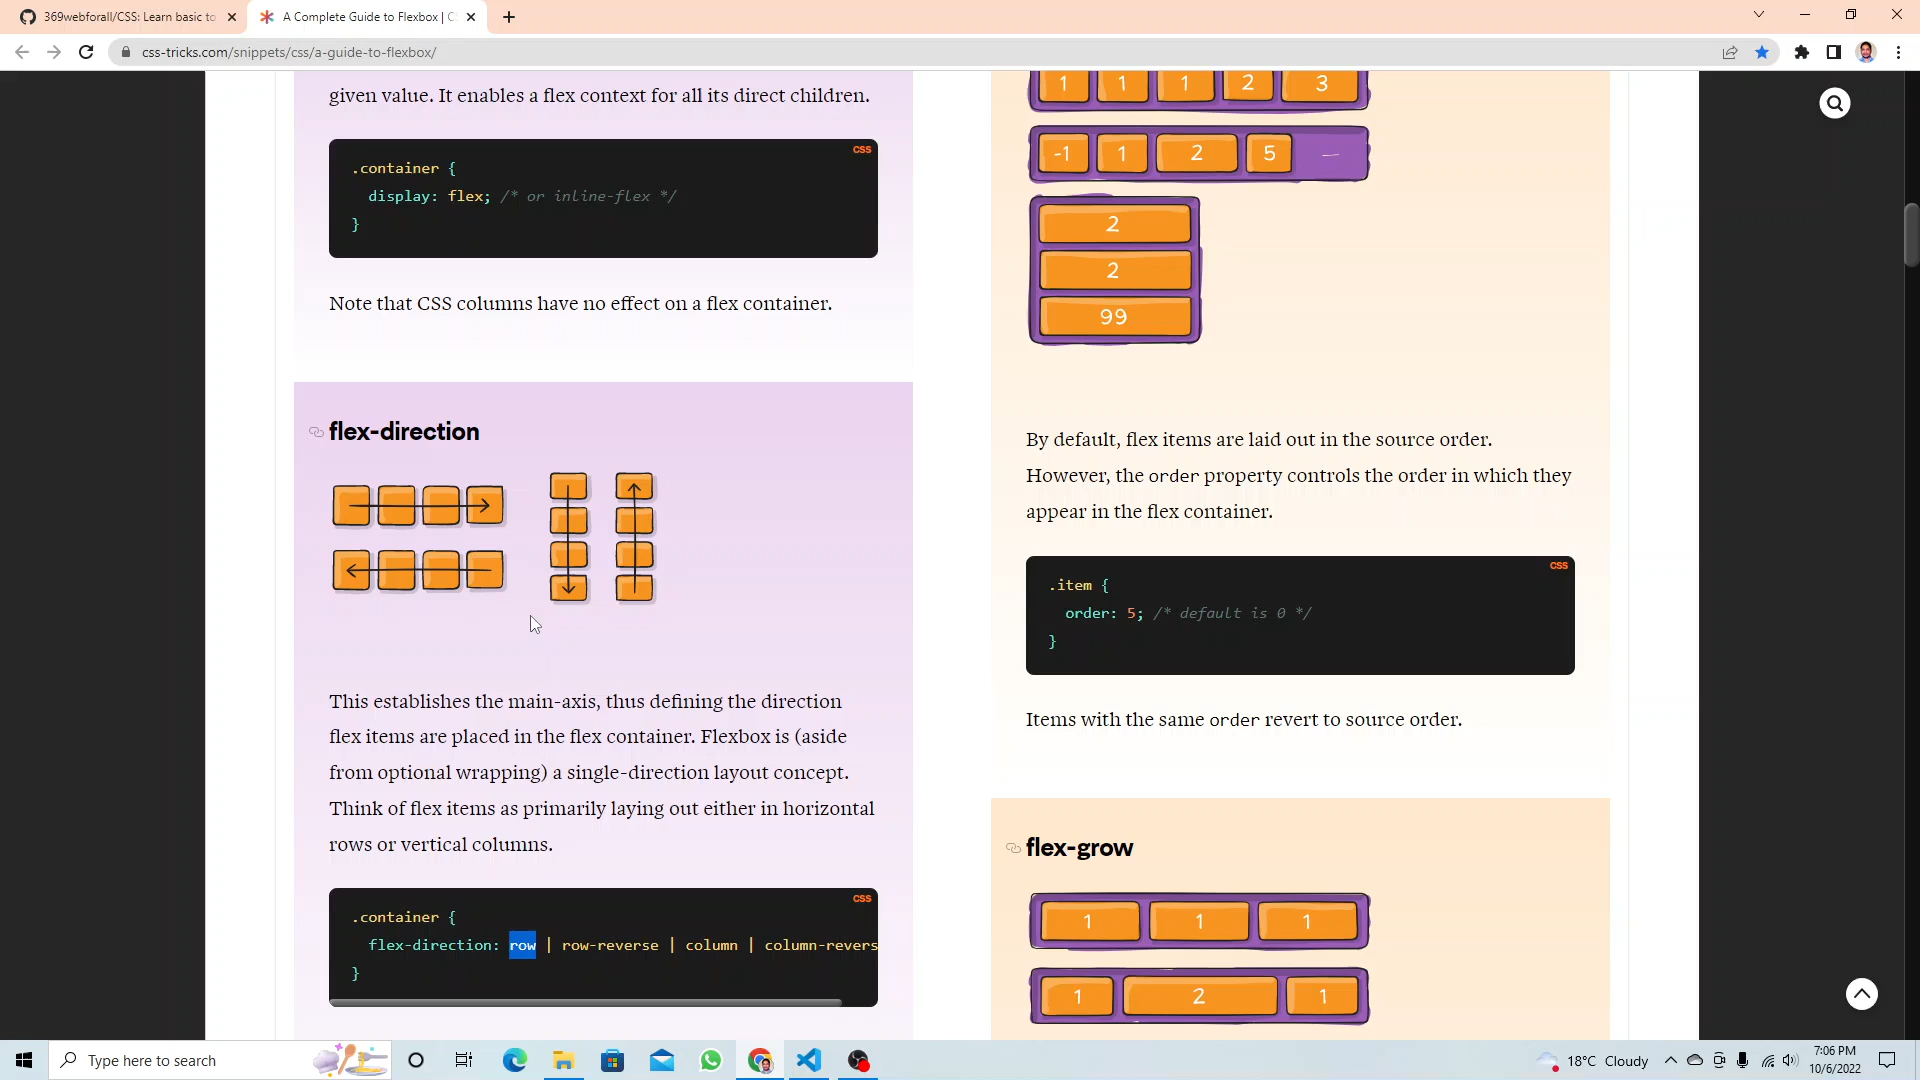 369webforall/CSS: Learn basic to
A Complete Guide to Flexbox | C
css-tricks.com/snippets/css/a-guide-to-flexbox/
given value. It enables a flex context for all its direct children.
CSS
.container {
display: flex; /* or inline-flex */
}
Note that CSS columns have no effect on a flex container.
flex-direction
This establishes the main-axis, thus defining the direction
flex items are placed in the flex container. Flexbox is (aside
from optional wrapping) a single-direction layout concept.
Think of flex items as primarily laying out either in horizontal
rows or vertical columns.
CSS
.container {
flex-direction: row | row-reverse | column | column-revers
}
1 1 1 2 3
-1 1 2 5
2
2
99
By default, flex items are laid out in the source order.
However, the order property controls the order in which they
appear in the flex container.
CSS
.item {
order: 5; /* default is 0 */
}
Items with the same order revert to source order.
flex-grow
1 1 1
1 2 1
Type here to search
18°C Cloudy
7:06 PM
10/6/2022